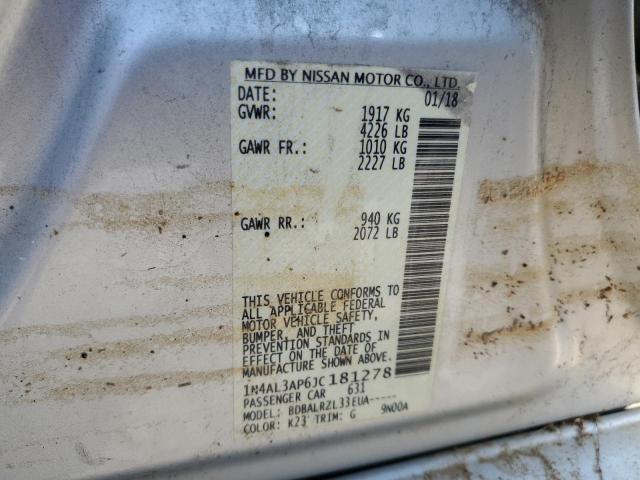 MFD BY NISSAN MOTOR CO., LTD.
DATE: 01/18
GVWR: 1917 KG
4226 LB
GAWR FR.: 1010 KG
2227 LB
GAWR RR.: 940 KG
2072 LB
THIS VEHICLE CONFORMS TO
ALL APPLICABLE FEDERAL
MOTOR VEHICLE SAFETY,
BUMPER, AND THEFT
PREVENTION STANDARDS IN
EFFECT ON THE DATE OF
MANUFACTURE SHOWN ABOVE.
1N4AL3AP6JC181278
PASSENGER CAR 631
MODEL: BDBALRZL33EUA-----
COLOR: K23 TRIM: G 9N00A